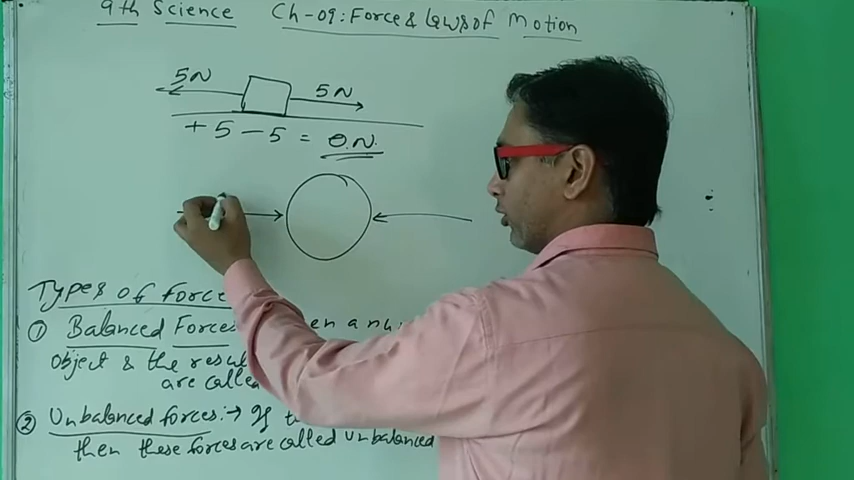 9th Science Ch-09: Force & laws of Motion
5N 5N
+5-5 = 0.N.
Types of Force
① Balanced Forces
object & the
are called
② Unbalanced forces:→ If
then these forces are called unbalanced